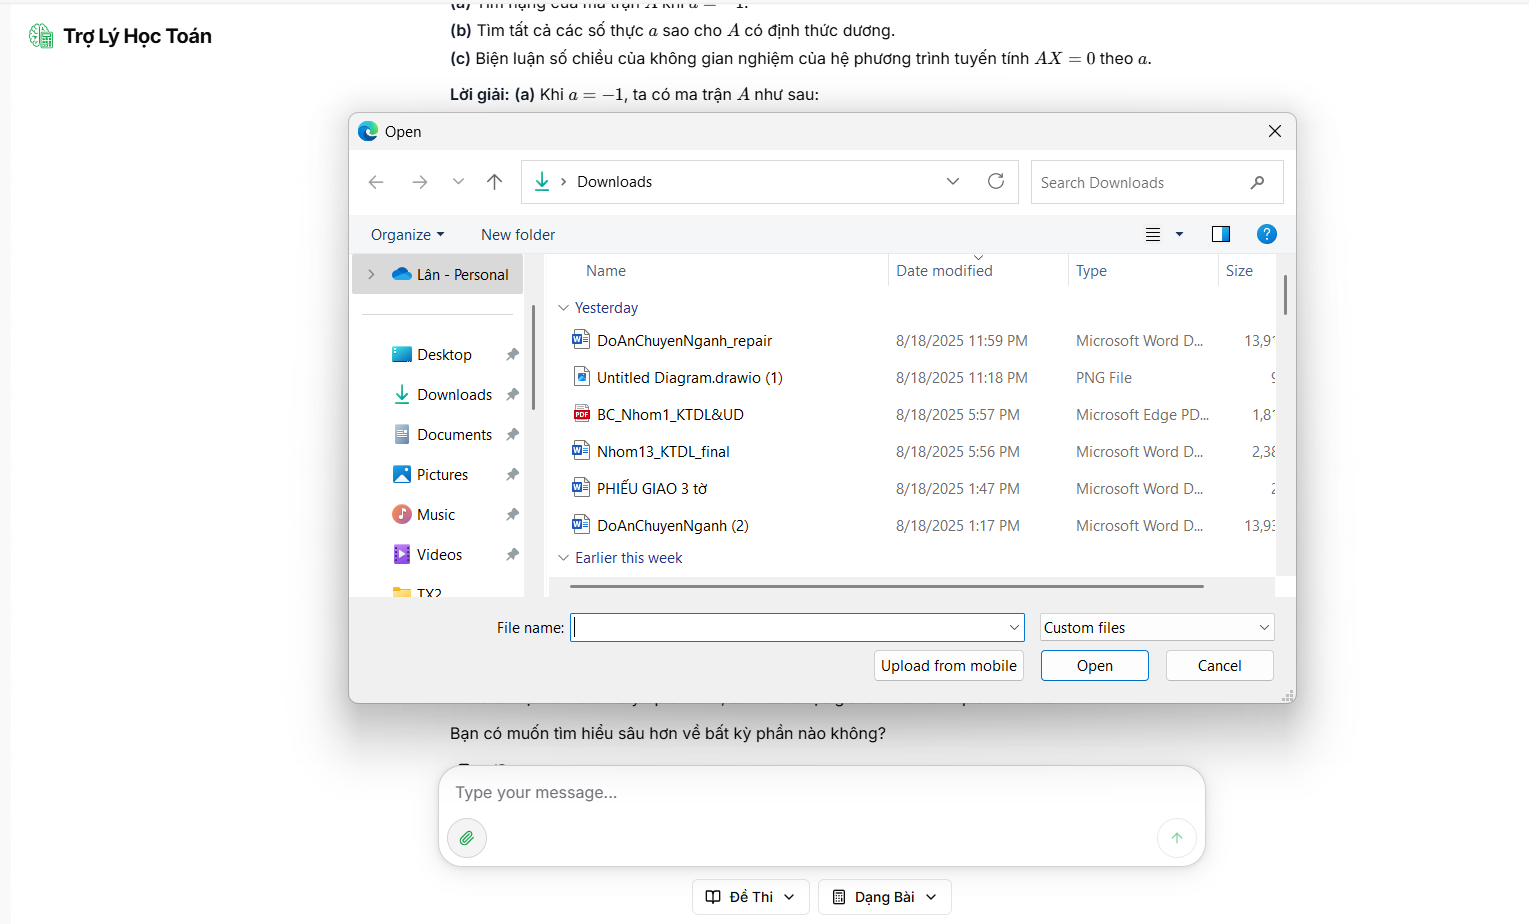 Trợ Lý Học Toán
(a) Tìm hạng của ma trận A khi a = −1.
(b) Tìm tất cả các số thực a sao cho A có định thức dương.
(c) Biện luận số chiều của không gian nghiệm của hệ phương trình tuyến tính AX = 0 theo a.
Lời giải: (a) Khi a = −1, ta có ma trận A như sau:
Open
Downloads
Search Downloads
Organize
New folder
Lân - Personal
Desktop
Downloads
Documents
Pictures
Music
Videos
TX2
Name Date modified Type Size
Yesterday
DoAnChuyenNganh_repair 8/18/2025 11:59 PM Microsoft Word D... 13,91
Untitled Diagram.drawio (1) 8/18/2025 11:18 PM PNG File
BC_Nhom1_KTDL&UD 8/18/2025 5:57 PM Microsoft Edge PD... 1,81
Nhom13_KTDL_final 8/18/2025 5:56 PM Microsoft Word D... 2,38
PHIẾU GIAO 3 tờ 8/18/2025 1:47 PM Microsoft Word D... 2
DoAnChuyenNganh (2) 8/18/2025 1:17 PM Microsoft Word D... 13,93
Earlier this week
File name:
Custom files
Upload from mobile
Open
Cancel
Bạn có muốn tìm hiểu sâu hơn về bất kỳ phần nào không?
Type your message...
Đề Thi
Dạng Bài